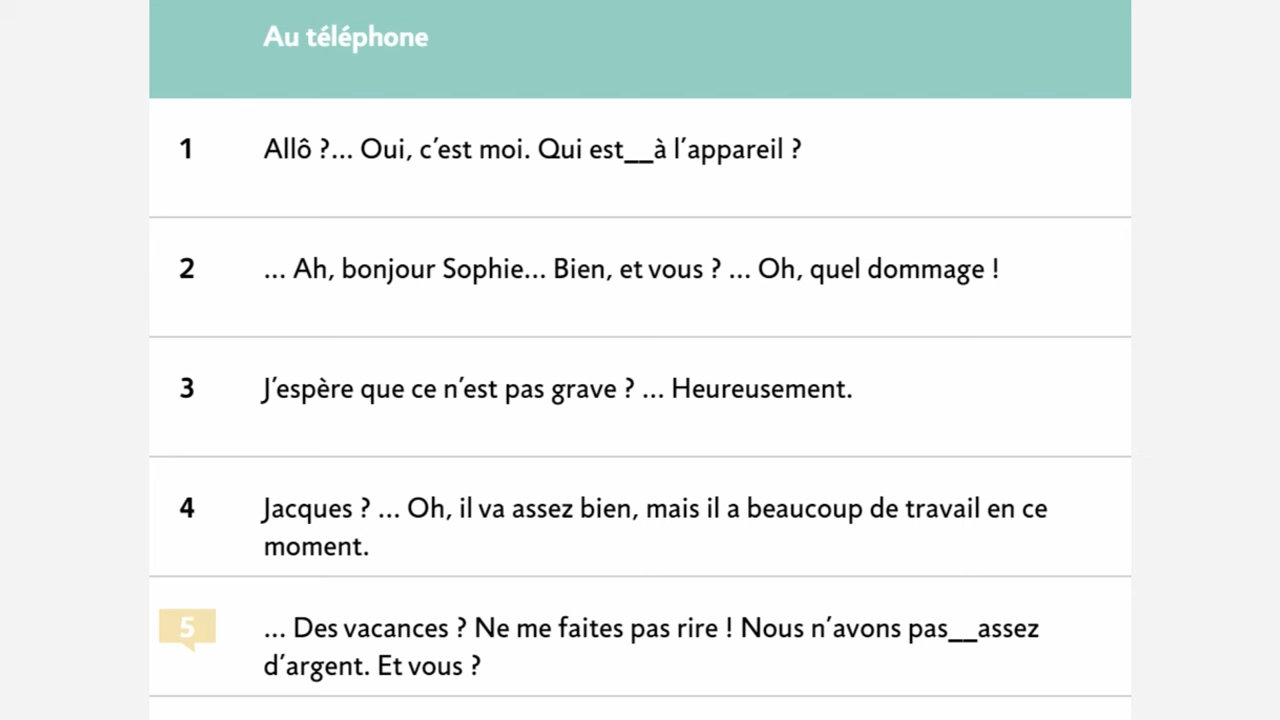 Au téléphone
1 Allô ?... Oui, c'est moi. Qui est__à l'appareil ?
2 ... Ah, bonjour Sophie... Bien, et vous ? ... Oh, quel dommage !
3 J'espère que ce n'est pas grave ? ... Heureusement.
4 Jacques ? ... Oh, il va assez bien, mais il a beaucoup de travail en ce
moment.
5 ... Des vacances ? Ne me faites pas rire ! Nous n'avons pas__assez
d'argent. Et vous ?